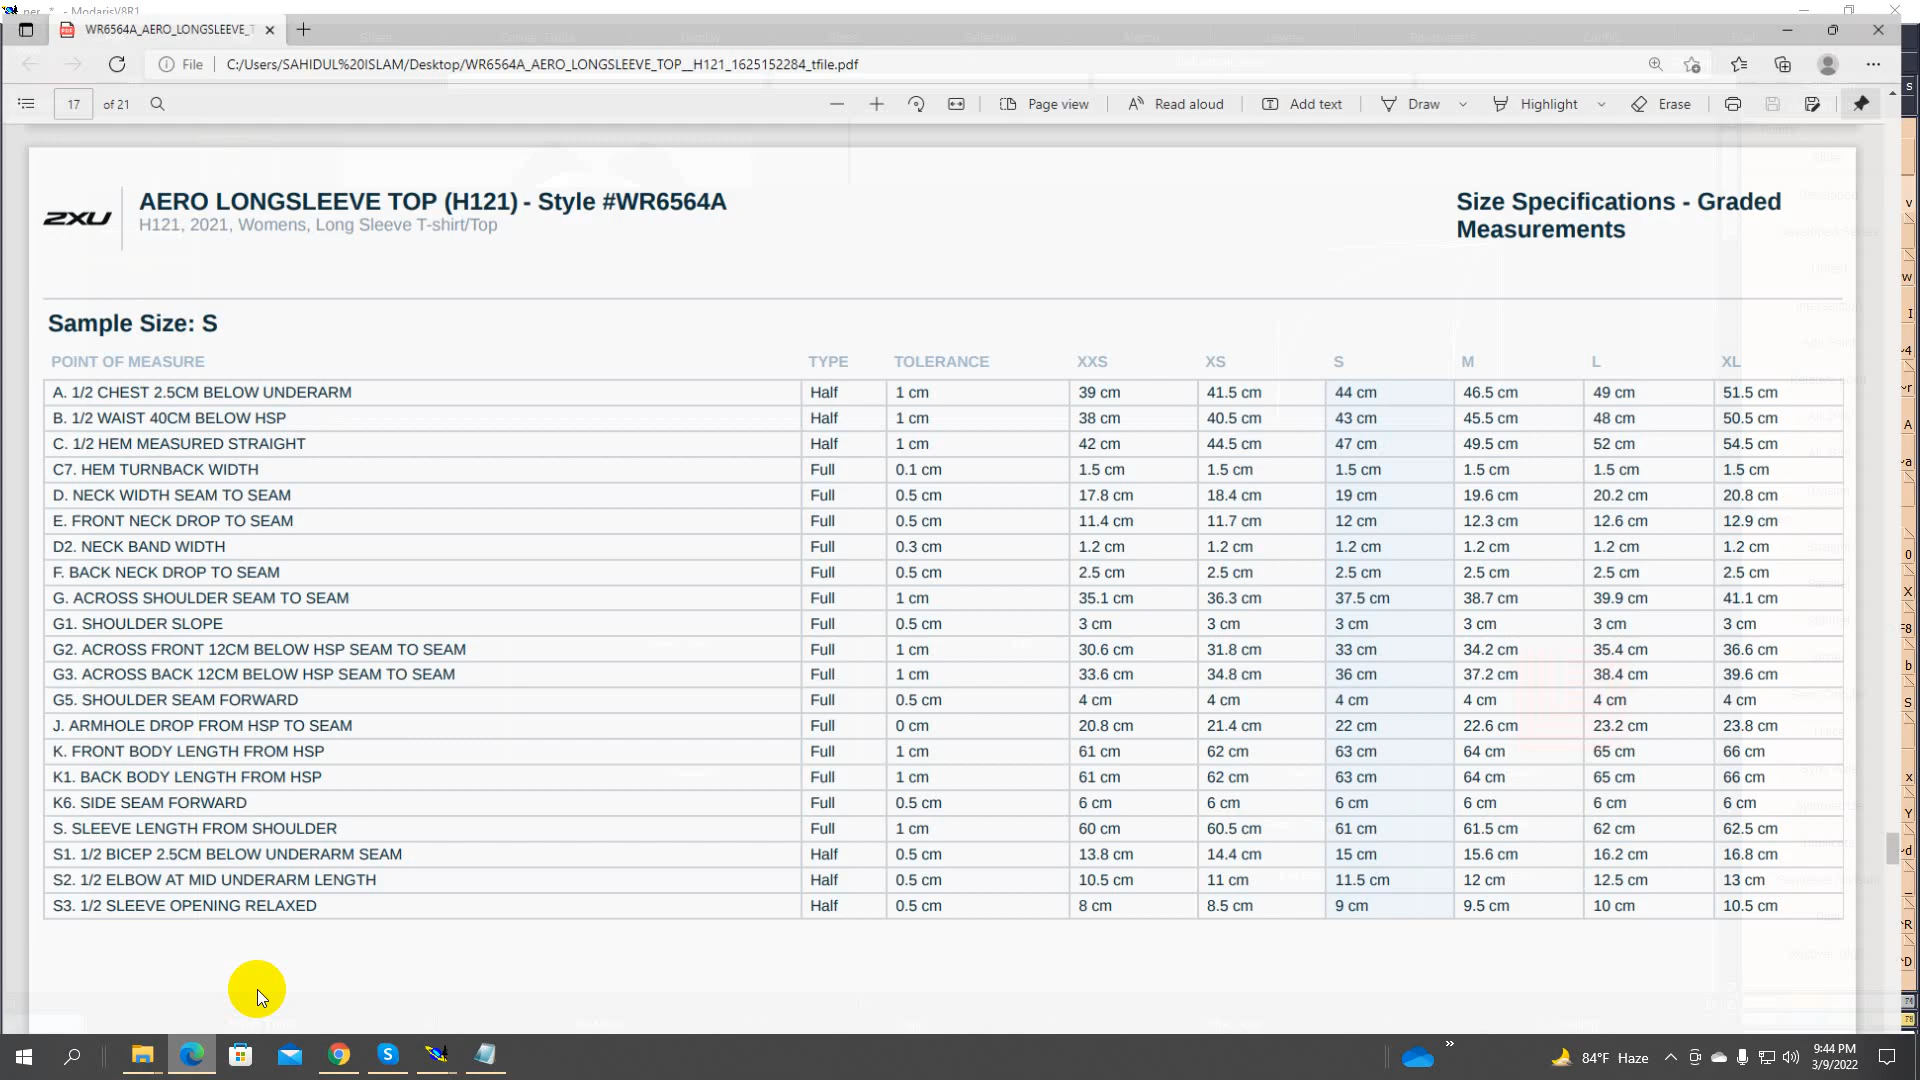 - ModarisV8R1
WR6564A_AERO_LONGSLEEVE_T
File C:/Users/SAHIDUL%20ISLAM/Desktop/WR6564A_AERO_LONGSLEEVE_TOP__H121_1625152284_tfile.pdf
17 of 21 Page view Read aloud Add text Draw Highlight Erase
2XU
AERO LONGSLEEVE TOP (H121) - Style #WR6564A
H121, 2021, Womens, Long Sleeve T-shirt/Top
Size Specifications - Graded
Measurements
Sample Size: S
POINT OF MEASURE TYPE TOLERANCE XXS XS S M L XL
A. 1/2 CHEST 2.5CM BELOW UNDERARM Half 1 cm 39 cm 41.5 cm 44 cm 46.5 cm 49 cm 51.5 cm
B. 1/2 WAIST 40CM BELOW HSP Half 1 cm 38 cm 40.5 cm 43 cm 45.5 cm 48 cm 50.5 cm
C. 1/2 HEM MEASURED STRAIGHT Half 1 cm 42 cm 44.5 cm 47 cm 49.5 cm 52 cm 54.5 cm
C7. HEM TURNBACK WIDTH Full 0.1 cm 1.5 cm 1.5 cm 1.5 cm 1.5 cm 1.5 cm 1.5 cm
D. NECK WIDTH SEAM TO SEAM Full 0.5 cm 17.8 cm 18.4 cm 19 cm 19.6 cm 20.2 cm 20.8 cm
E. FRONT NECK DROP TO SEAM Full 0.5 cm 11.4 cm 11.7 cm 12 cm 12.3 cm 12.6 cm 12.9 cm
D2. NECK BAND WIDTH Full 0.3 cm 1.2 cm 1.2 cm 1.2 cm 1.2 cm 1.2 cm 1.2 cm
F. BACK NECK DROP TO SEAM Full 0.5 cm 2.5 cm 2.5 cm 2.5 cm 2.5 cm 2.5 cm 2.5 cm
G. ACROSS SHOULDER SEAM TO SEAM Full 1 cm 35.1 cm 36.3 cm 37.5 cm 38.7 cm 39.9 cm 41.1 cm
G1. SHOULDER SLOPE Full 0.5 cm 3 cm 3 cm 3 cm 3 cm 3 cm 3 cm
G2. ACROSS FRONT 12CM BELOW HSP SEAM TO SEAM Full 1 cm 30.6 cm 31.8 cm 33 cm 34.2 cm 35.4 cm 36.6 cm
G3. ACROSS BACK 12CM BELOW HSP SEAM TO SEAM Full 1 cm 33.6 cm 34.8 cm 36 cm 37.2 cm 38.4 cm 39.6 cm
G5. SHOULDER SEAM FORWARD Full 0.5 cm 4 cm 4 cm 4 cm 4 cm 4 cm 4 cm
J. ARMHOLE DROP FROM HSP TO SEAM Full 0 cm 20.8 cm 21.4 cm 22 cm 22.6 cm 23.2 cm 23.8 cm
K. FRONT BODY LENGTH FROM HSP Full 1 cm 61 cm 62 cm 63 cm 64 cm 65 cm 66 cm
K1. BACK BODY LENGTH FROM HSP Full 1 cm 61 cm 62 cm 63 cm 64 cm 65 cm 66 cm
K6. SIDE SEAM FORWARD Full 0.5 cm 6 cm 6 cm 6 cm 6 cm 6 cm 6 cm
S. SLEEVE LENGTH FROM SHOULDER Full 1 cm 60 cm 60.5 cm 61 cm 61.5 cm 62 cm 62.5 cm
S1. 1/2 BICEP 2.5CM BELOW UNDERARM SEAM Half 0.5 cm 13.8 cm 14.4 cm 15 cm 15.6 cm 16.2 cm 16.8 cm
S2. 1/2 ELBOW AT MID UNDERARM LENGTH Half 0.5 cm 10.5 cm 11 cm 11.5 cm 12 cm 12.5 cm 13 cm
S3. 1/2 SLEEVE OPENING RELAXED Half 0.5 cm 8 cm 8.5 cm 9 cm 9.5 cm 10 cm 10.5 cm
84°F Haze
9:44 PM
3/9/2022